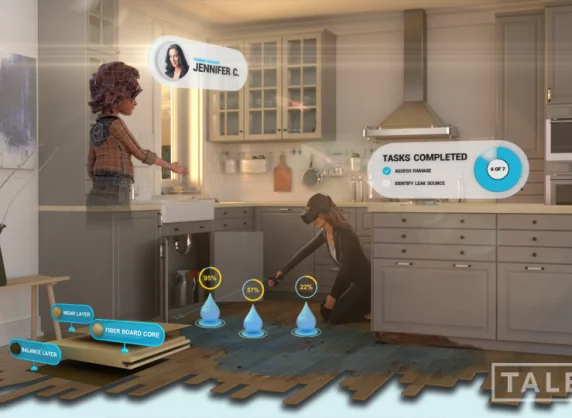 JENNIFER C.
TASKS COMPLETED
ASSESS DAMAGE
IDENTIFY LEAK SOURCE
6 OF 7
95%
57%
22%
WEAR LAYER
FIBER BOARD CORE
BALANCE LAYER
TALE